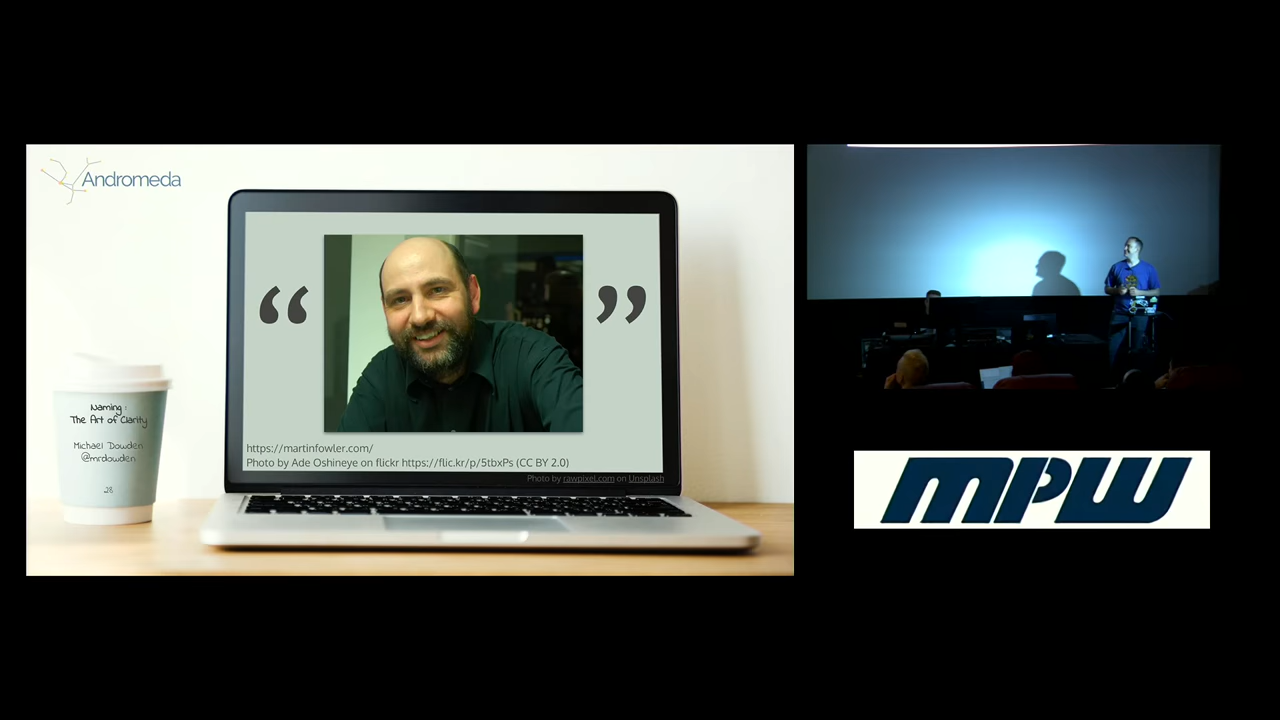 Andromeda
“ ”
https://martinfowler.com/
Photo by Ade Oshineye on flickr https://flic.kr/p/5tbxPs (CC BY 2.0)
Photo by rawpixel.com on Unsplash
Naming :
The Art of Clarity
Michael Dowden
@mrdowden
28
MPW